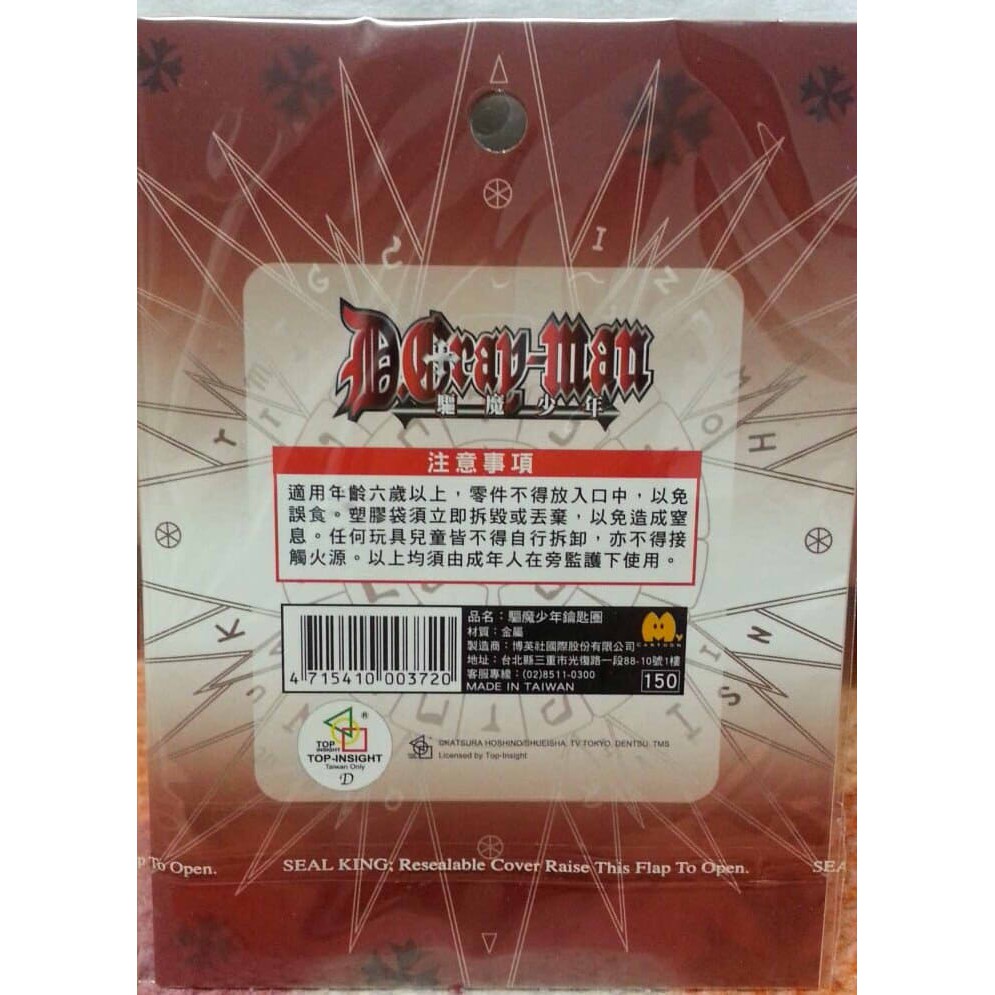 D.Gray-man
驅魔少年
注意事項
適用年齡六歲以上，零件不得放入口中，以免
誤食。塑膠袋須立即拆毀或丟棄，以免造成窒
息。任何玩具兒童皆不得自行拆卸，亦不得接
觸火源。以上均須由成年人在旁監護下使用。
品名：驅魔少年鑰匙圈
材質：金屬
製造商：博英社國際股份有限公司
地址：台北縣三重市光復路一段88-10號1樓
客服專線：(02)8511-0300
MADE IN TAIWAN
My
CARTOON
150
4 715410 003720
TOP
INSIGHT
®
TOP-INSIGHT
Taiwan Only
D
©KATSURA HOSHINO/SHUEISHA, TV TOKYO, DENTSU, TMS
Licensed by Top-Insight
p To Open.
SEAL KING; Resealable Cover Raise This Flap To Open.
SEA